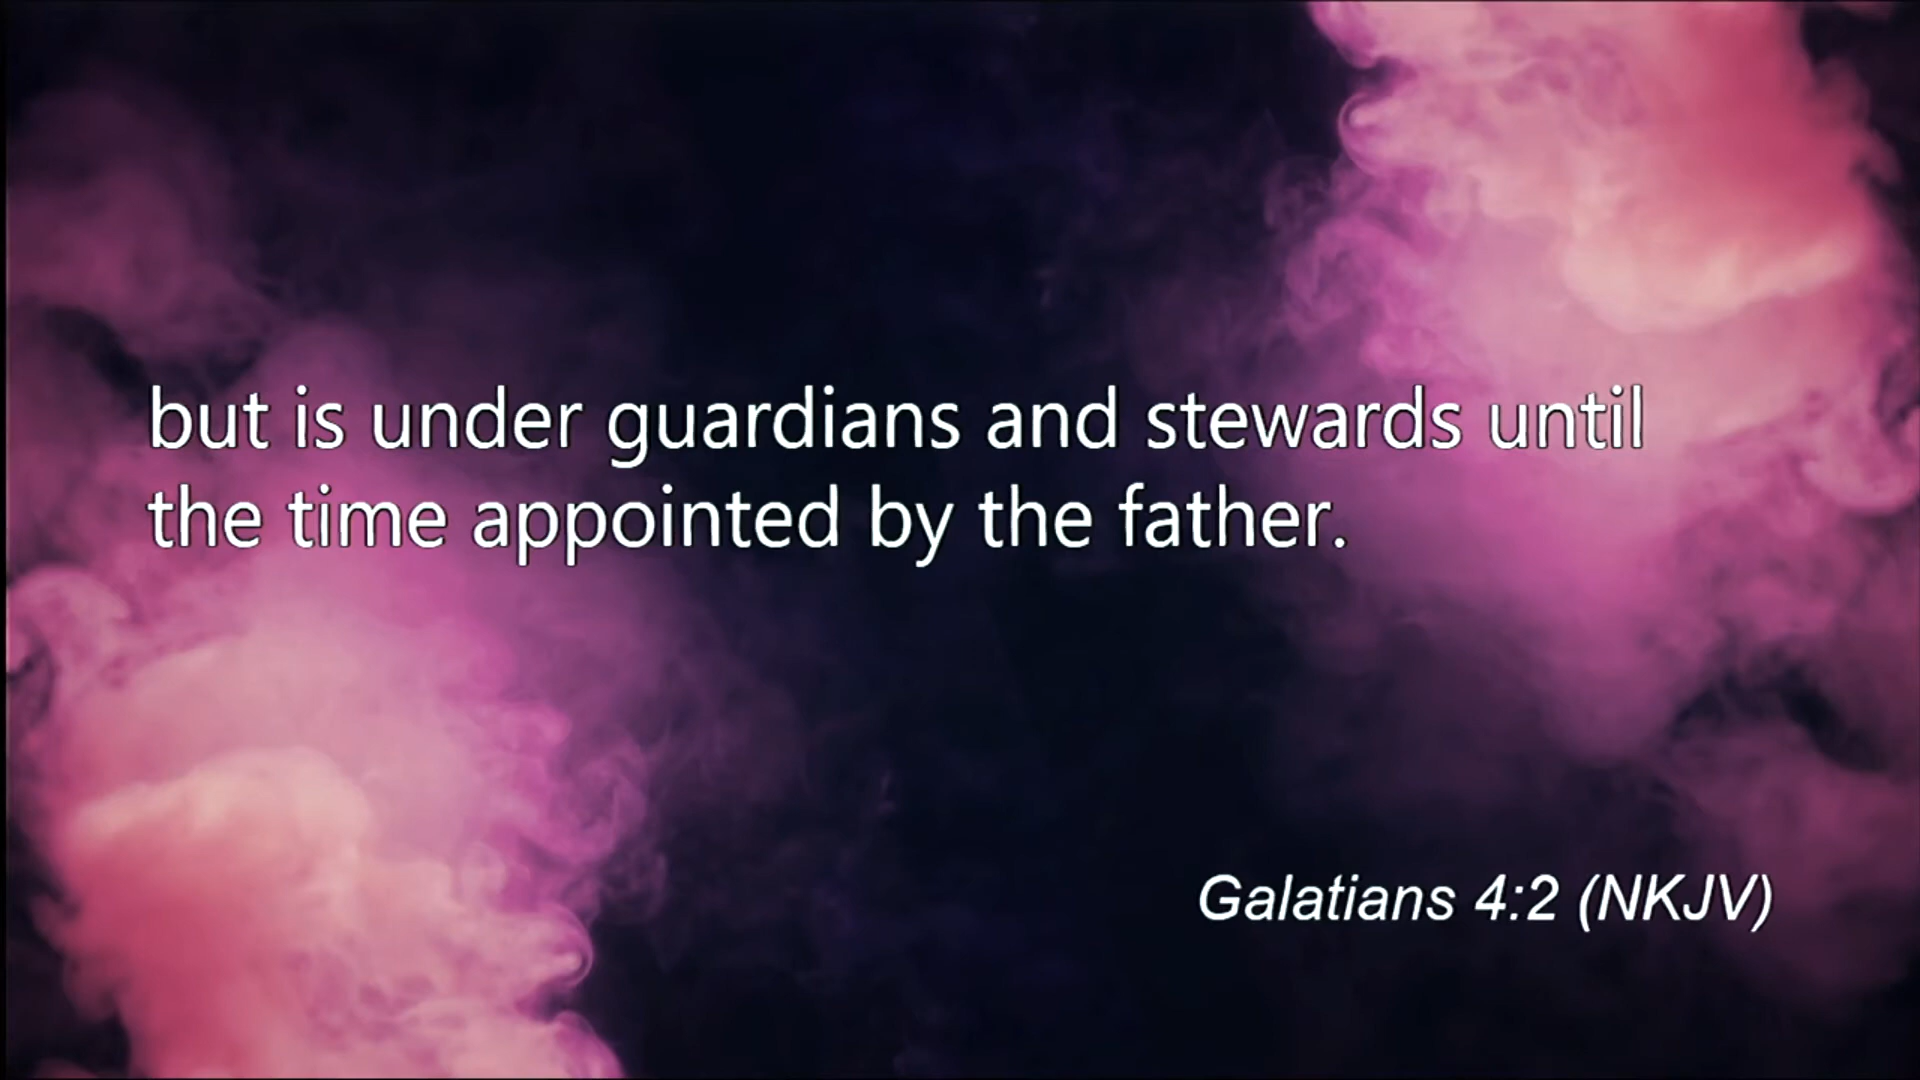 but is under guardians and stewards until
the time appointed by the father.
Galatians 4:2 (NKJV)